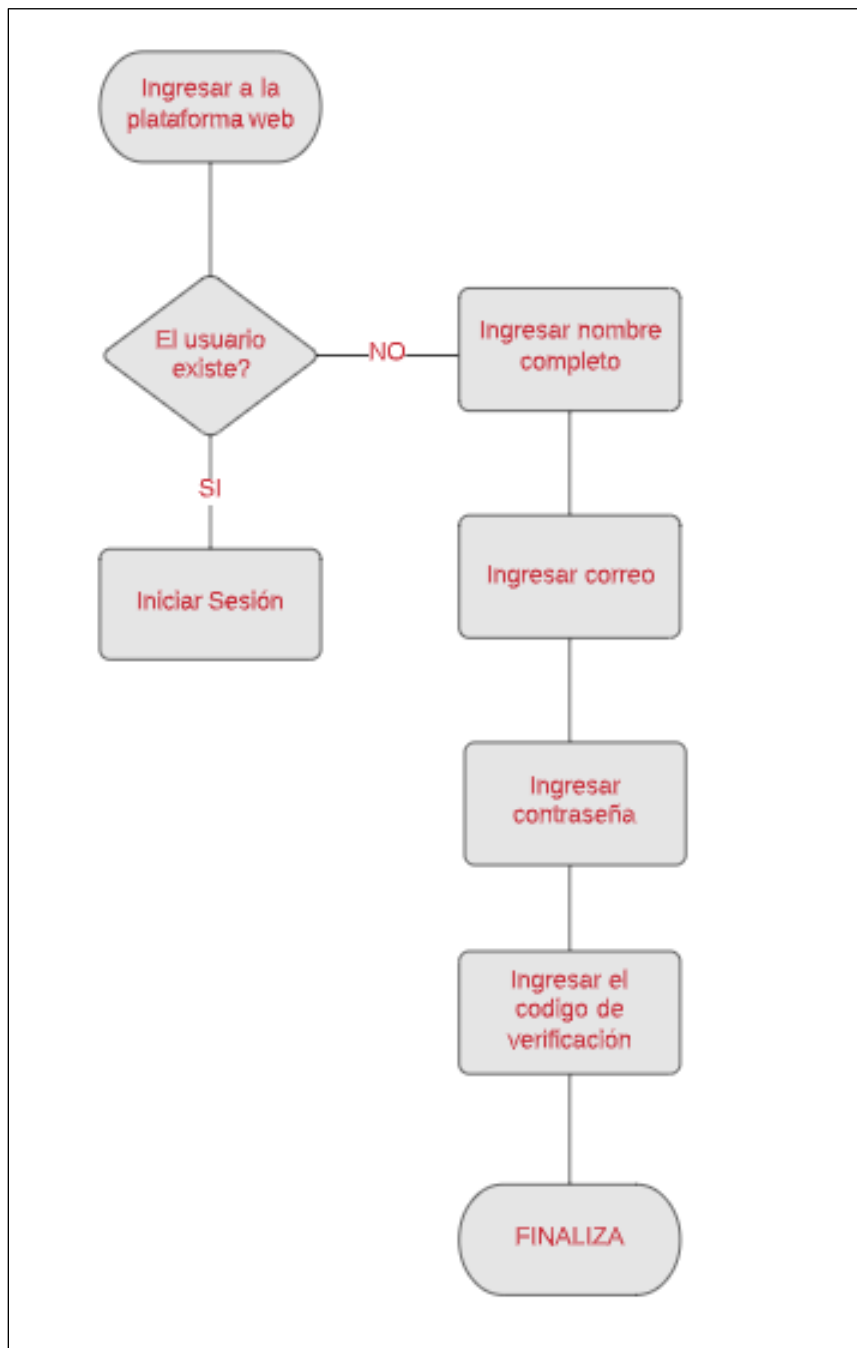 Ingresar a la
plataforma web
El usuario
existe?
NO
Ingresar nombre
completo
SI
Iniciar Sesión
Ingresar correo
Ingresar
contraseña
Ingresar el
codigo de
verificación
FINALIZA